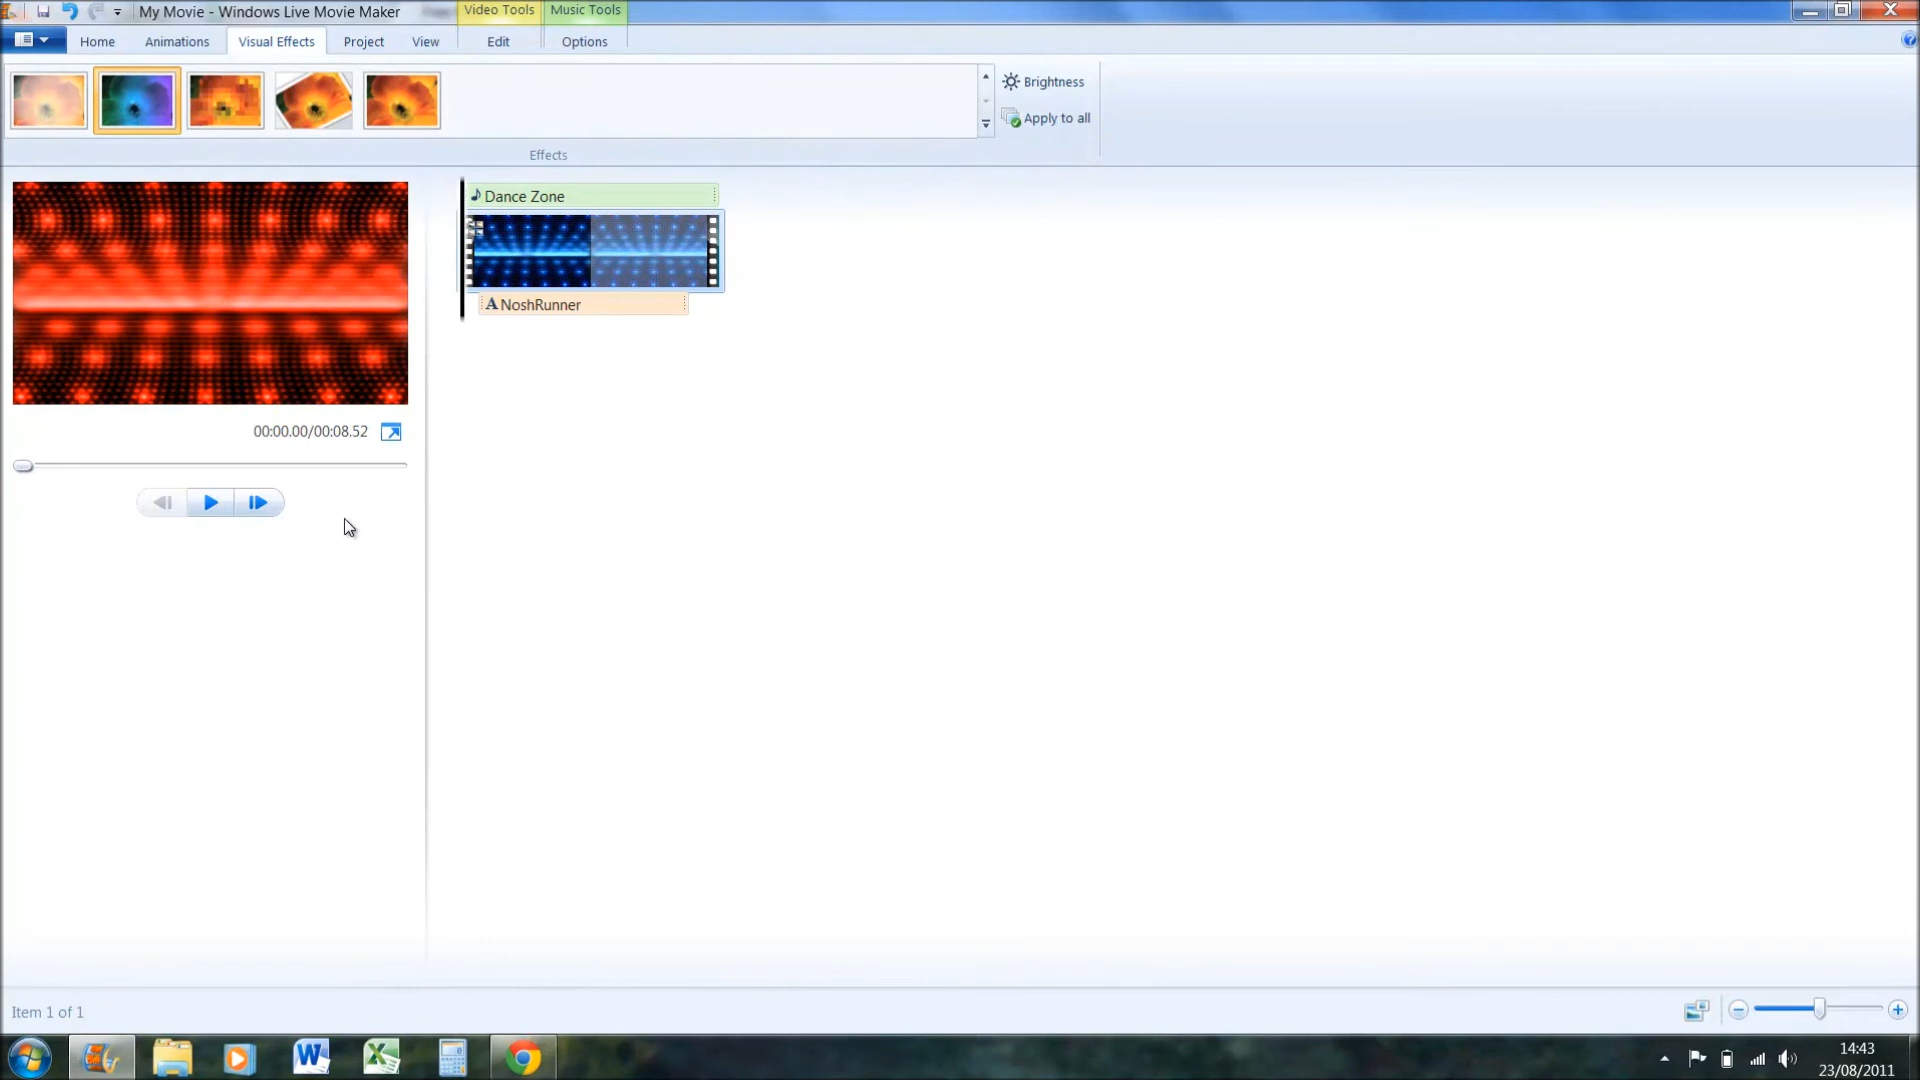 My Movie - Windows Live Movie Maker
Video Tools
Music Tools
Home
Animations
Visual Effects
Project
View
Edit
Options
Brightness
Apply to all
Effects
Dance Zone
A NoshRunner
00:00.00/00:08.52
Item 1 of 1
14:43
23/08/2011